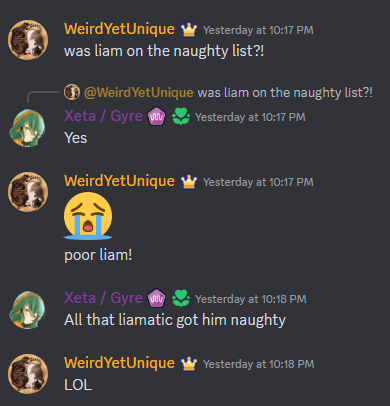 WeirdYetUnique Yesterday at 10:17 PM
was liam on the naughty list?!
@WeirdYetUnique was liam on the naughty list?!
Xeta / Gyre Yesterday at 10:17 PM
Yes
WeirdYetUnique Yesterday at 10:17 PM
poor liam!
Xeta / Gyre Yesterday at 10:18 PM
All that liamatic got him naughty
WeirdYetUnique Yesterday at 10:18 PM
LOL